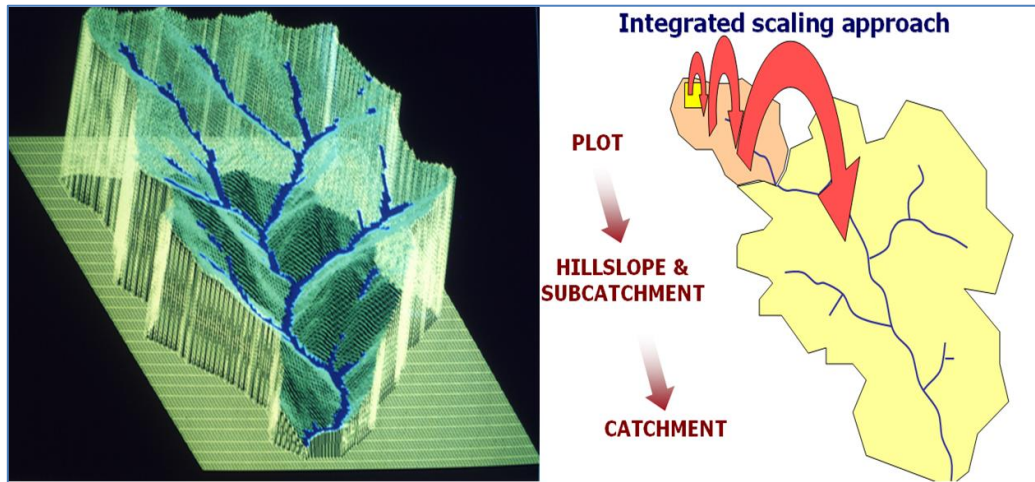 Integrated scaling approach
PLOT
HILLSLOPE &
SUBCATCHMENT
CATCHMENT